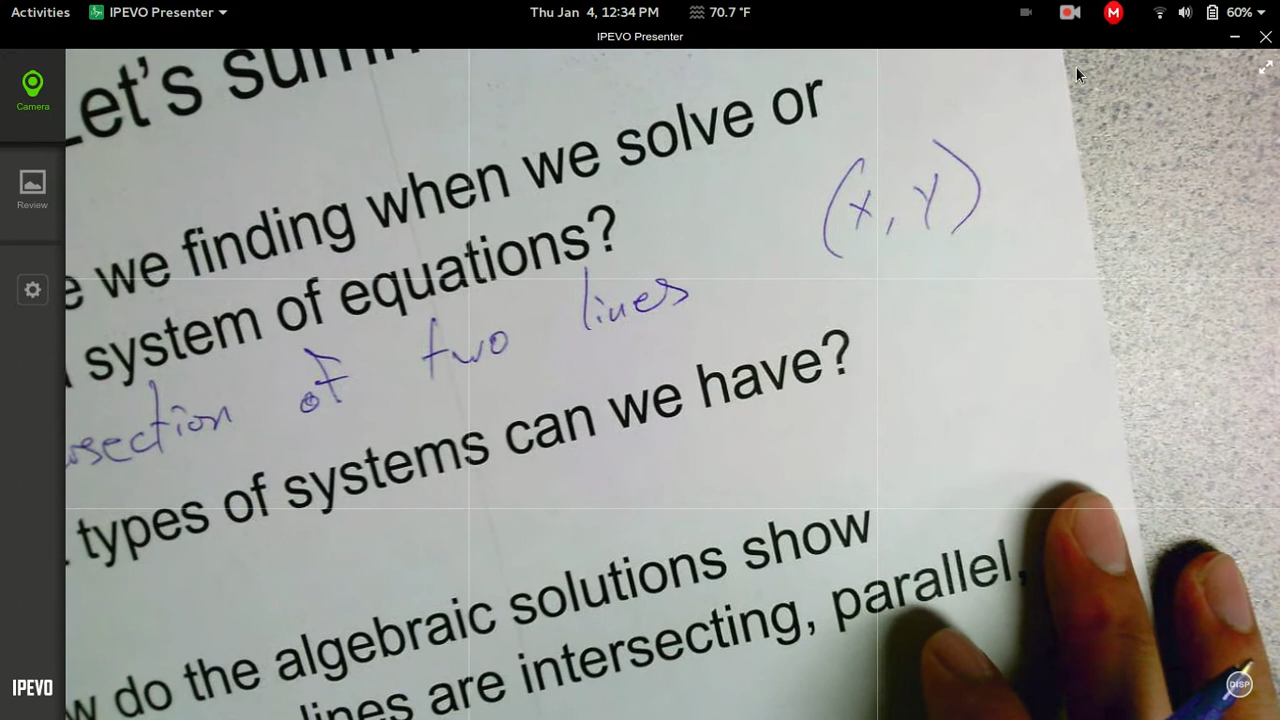 Activities IPEVO Presenter Thu Jan 4, 12:34 PM 70.7 °F M 60%
IPEVO Presenter
Camera
Review
IPEVO
Let's summ
we finding when we solve or
(x, y)
system of equations?
section of two lines
types of systems can we have?
w do the algebraic solutions show
lines are intersecting, parallel,
DISP